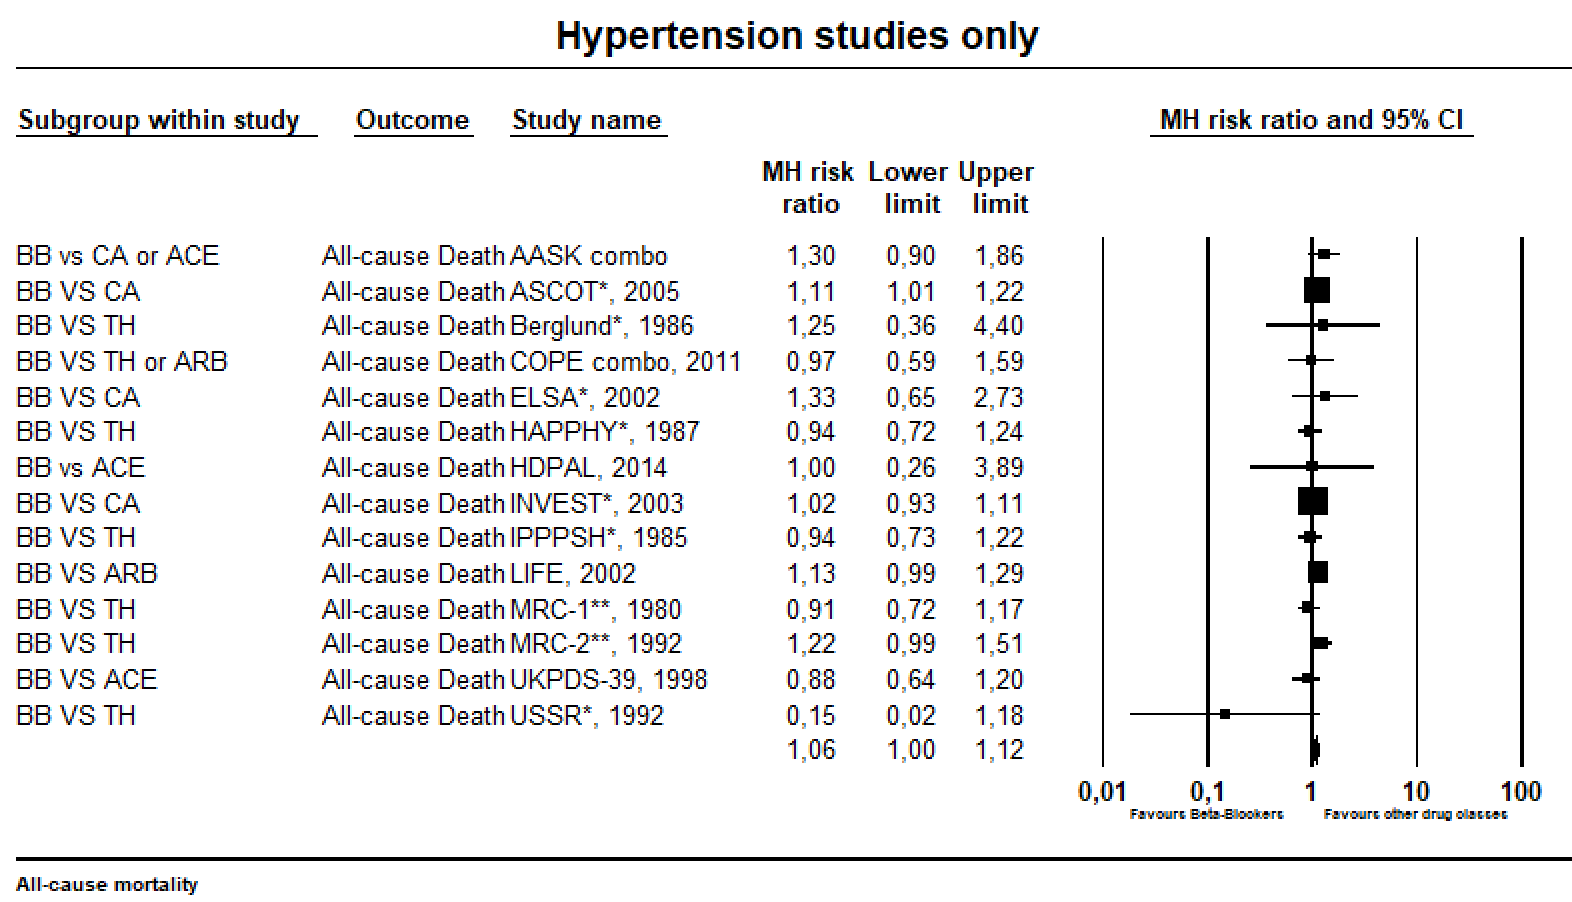 Hypertension studies only
Subgroup within study Outcome Study name MH risk ratio and 95% CI
MH risk Lower Upper
ratio limit limit
BB vs CA or ACE All-cause Death AASK combo 1,30 0,90 1,86
BB VS CA All-cause Death ASCOT*, 2005 1,11 1,01 1,22
BB VS TH All-cause Death Berglund*, 1986 1,25 0,36 4,40
BB VS TH or ARB All-cause Death COPE combo, 2011 0,97 0,59 1,59
BB VS CA All-cause Death ELSA*, 2002 1,33 0,65 2,73
BB VS TH All-cause Death HAPPHY*, 1987 0,94 0,72 1,24
BB vs ACE All-cause Death HDPAL, 2014 1,00 0,26 3,89
BB VS CA All-cause Death INVEST*, 2003 1,02 0,93 1,11
BB VS TH All-cause Death IPPPSH*, 1985 0,94 0,73 1,22
BB VS ARB All-cause Death LIFE, 2002 1,13 0,99 1,29
BB VS TH All-cause Death MRC-1**, 1980 0,91 0,72 1,17
BB VS TH All-cause Death MRC-2**, 1992 1,22 0,99 1,51
BB VS ACE All-cause Death UKPDS-39, 1998 0,88 0,64 1,20
BB VS TH All-cause Death USSR*, 1992 0,15 0,02 1,18
1,06 1,00 1,12
0,01 0,1 1 10 100
Favours Beta-Blockers Favours other drug classes
All-cause mortality